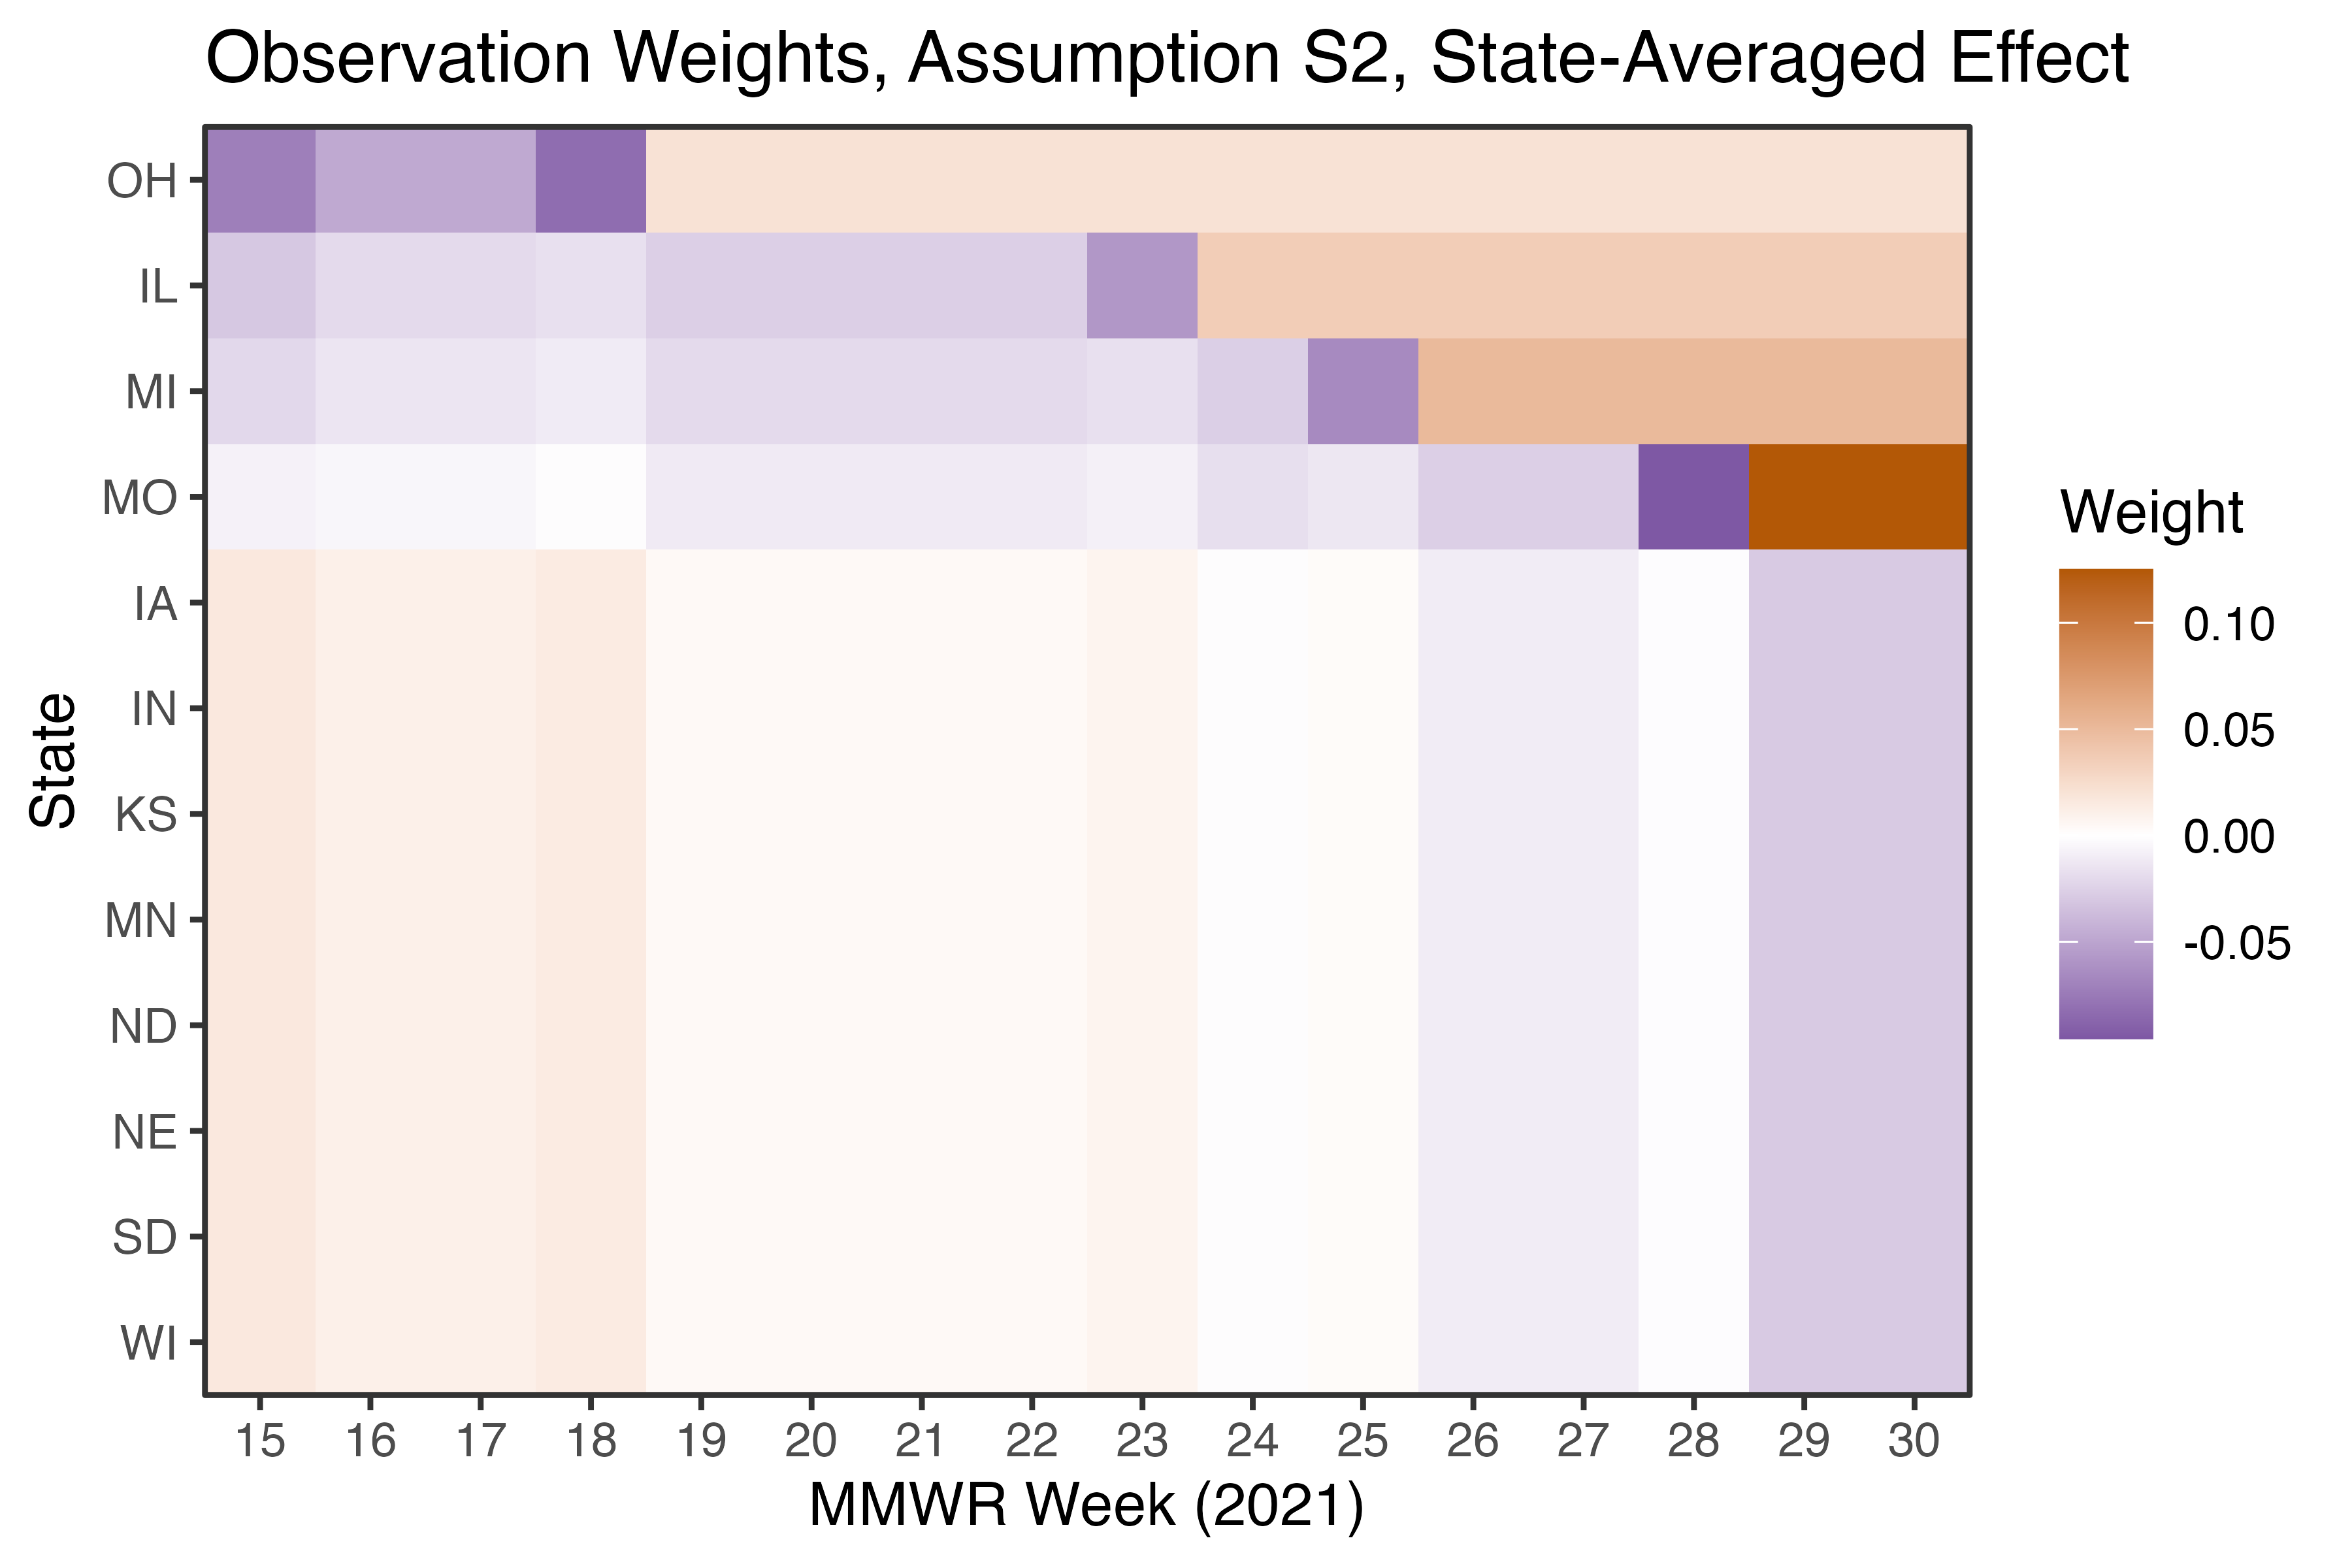 Observation Weights, Assumption S2, State-Averaged Effect
State
OH
IL
MI
MO
IA
IN
KS
MN
ND
NE
SD
WI
15 16 17 18 19 20 21 22 23 24 25 26 27 28 29 30
MMWR Week (2021)
Weight
0.10
0.05
0.00
-0.05